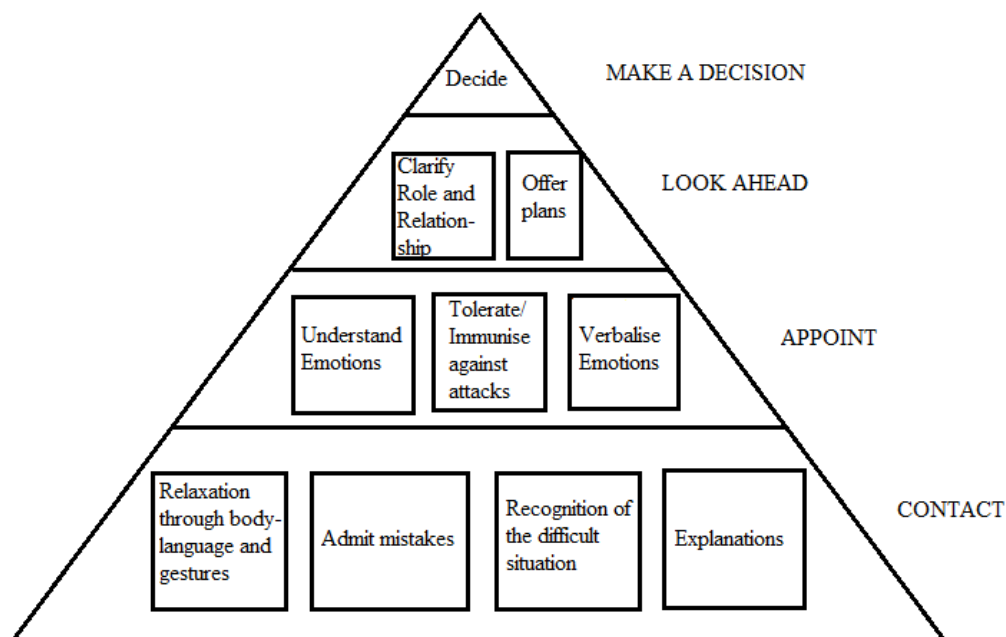 Decide
MAKE A DECISION
Clarify
Role and
Relation-
ship
Offer
plans
LOOK AHEAD
Understand
Emotions
Tolerate/
Immunise
against
attacks
Verbalise
Emotions
APPOINT
Relaxation
through body-
language and
gestures
Admit mistakes
Recognition of
the difficult
situation
Explanations
CONTACT